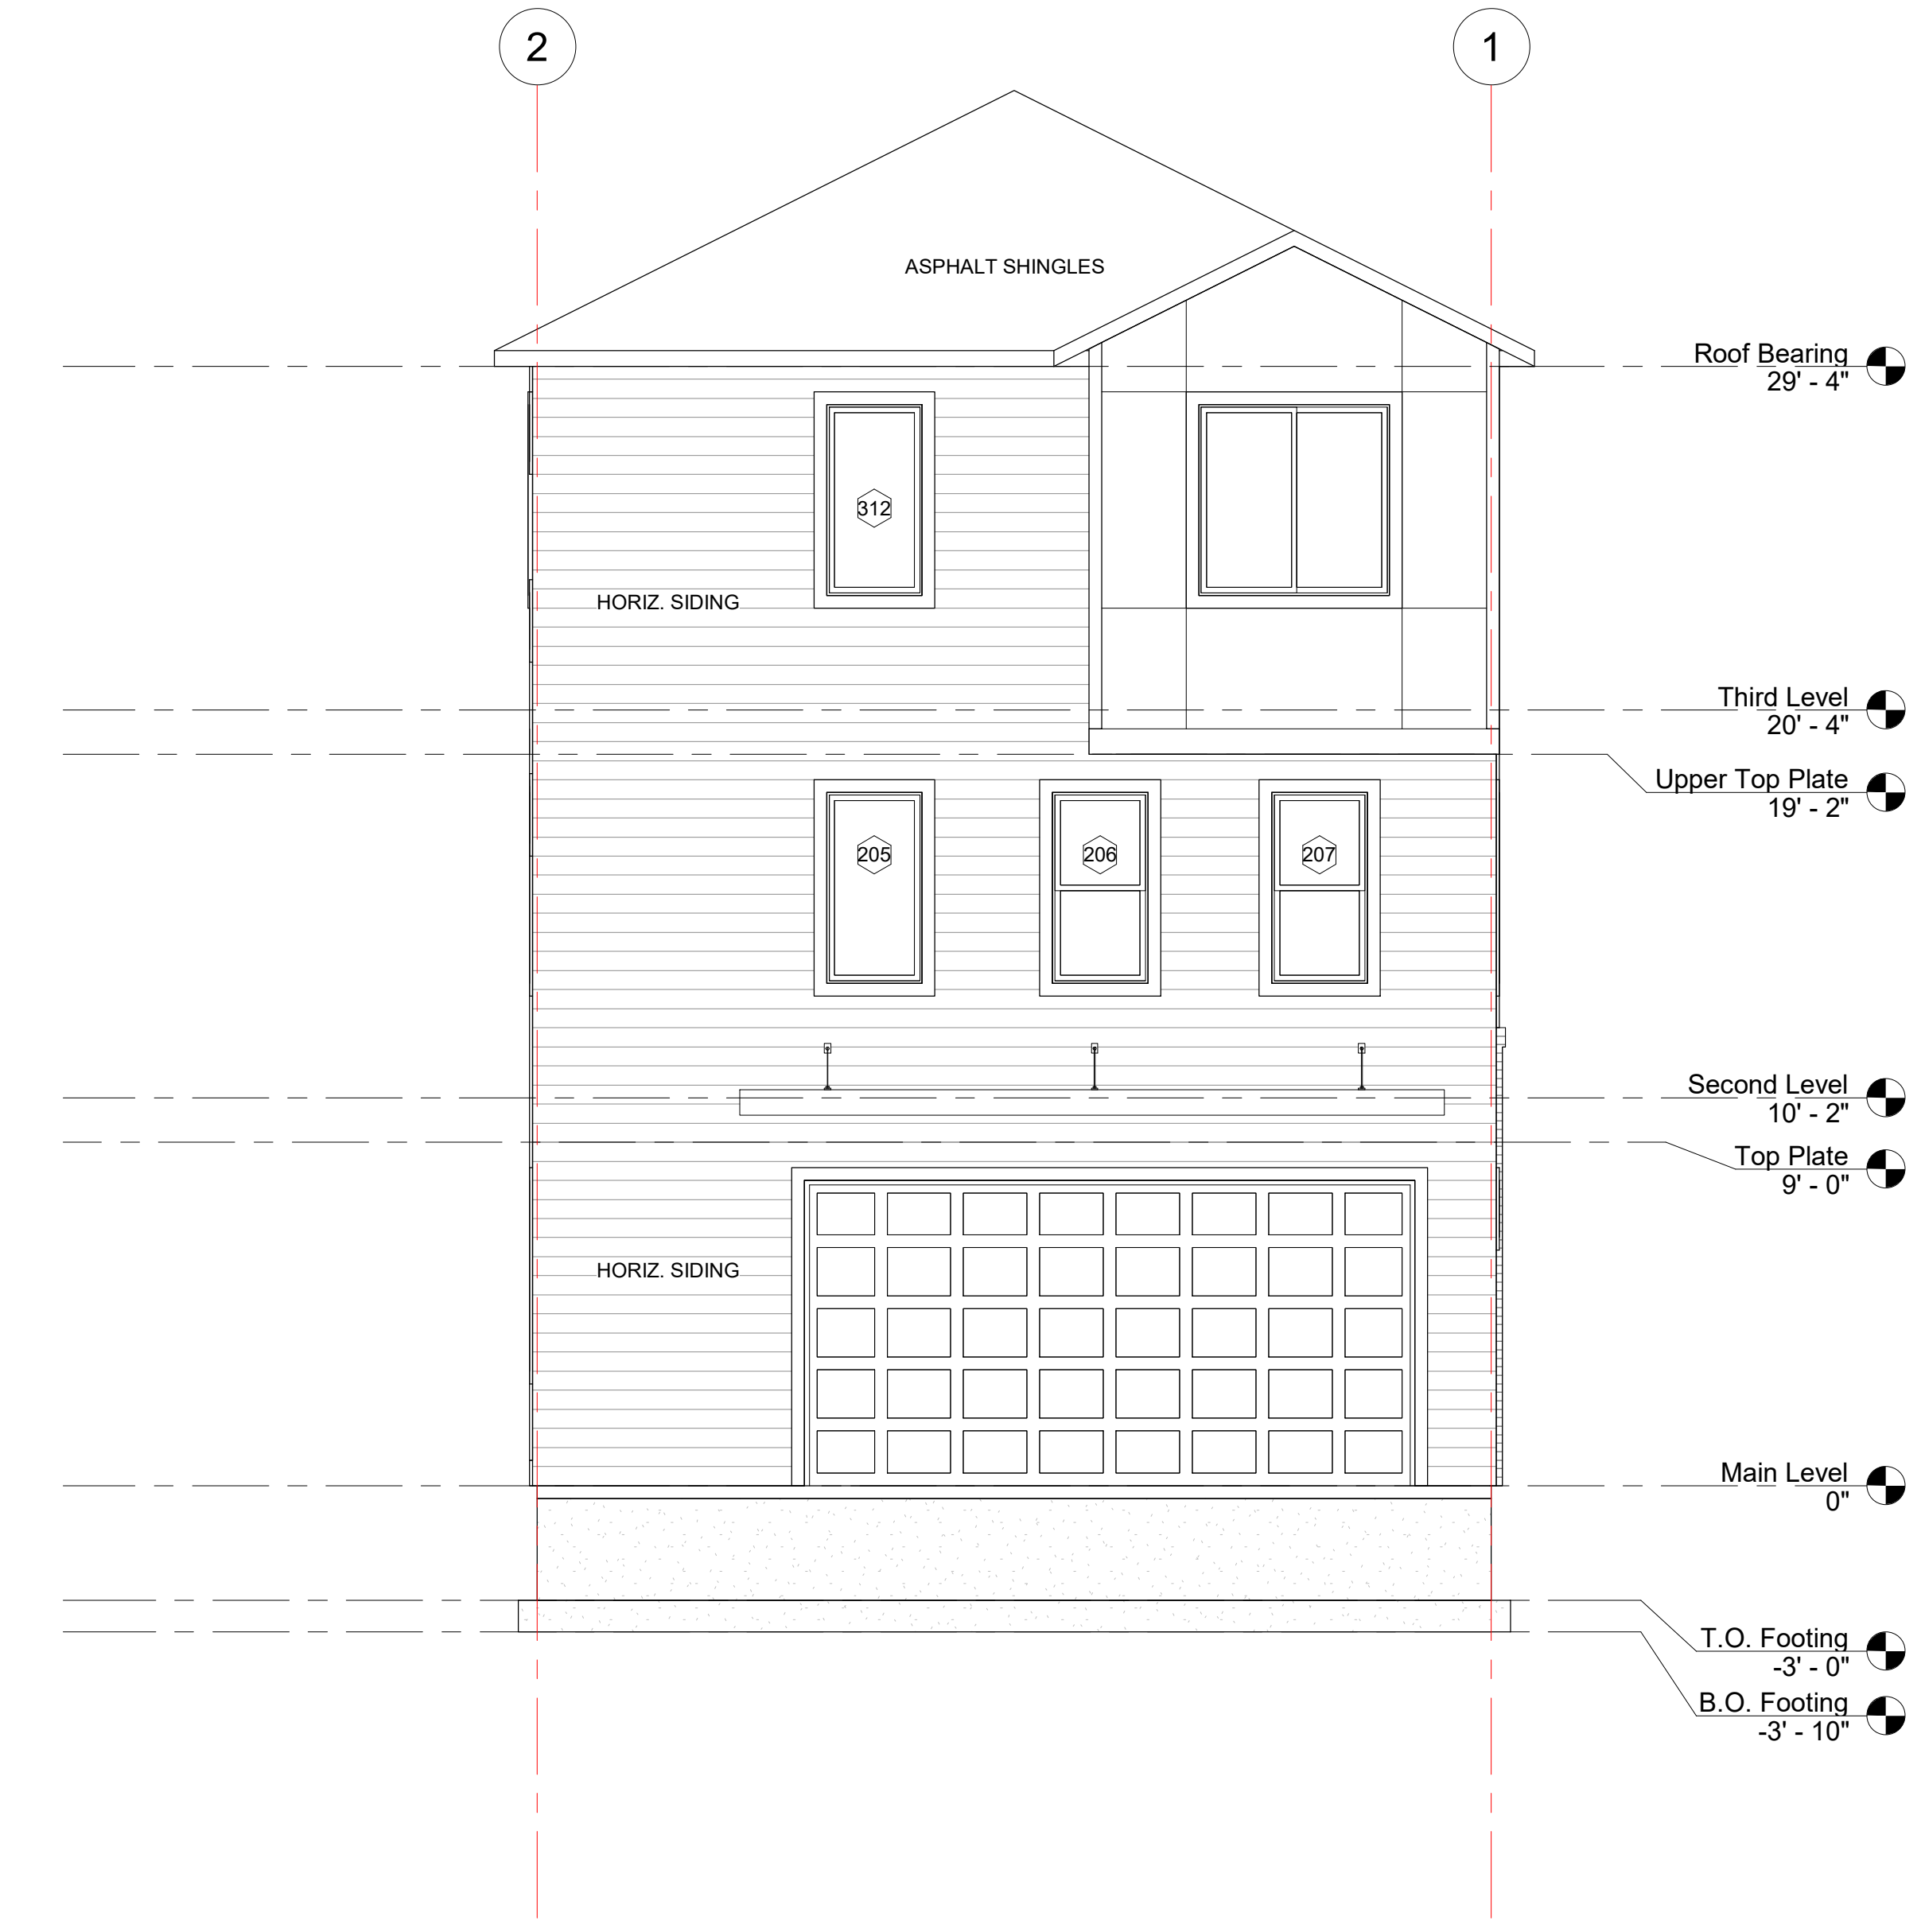 2
1
ASPHALT SHINGLES
Roof Bearing
29' - 4"
312
HORIZ. SIDING
Third Level
20' - 4"
Upper Top Plate
19' - 2"
205
206
207
Second Level
10' - 2"
Top Plate
9' - 0"
HORIZ. SIDING
Main Level
0"
T.O. Footing
-3' - 0"
B.O. Footing
-3' - 10"